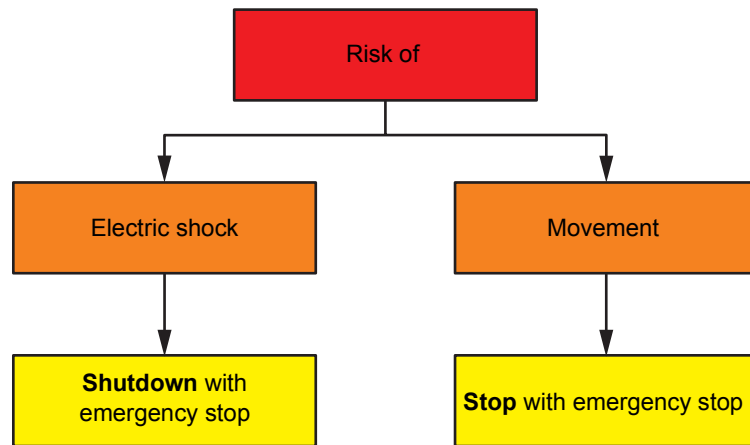 Risk of
Electric shock
Movement
Shutdown with
emergency stop
Stop with emergency stop